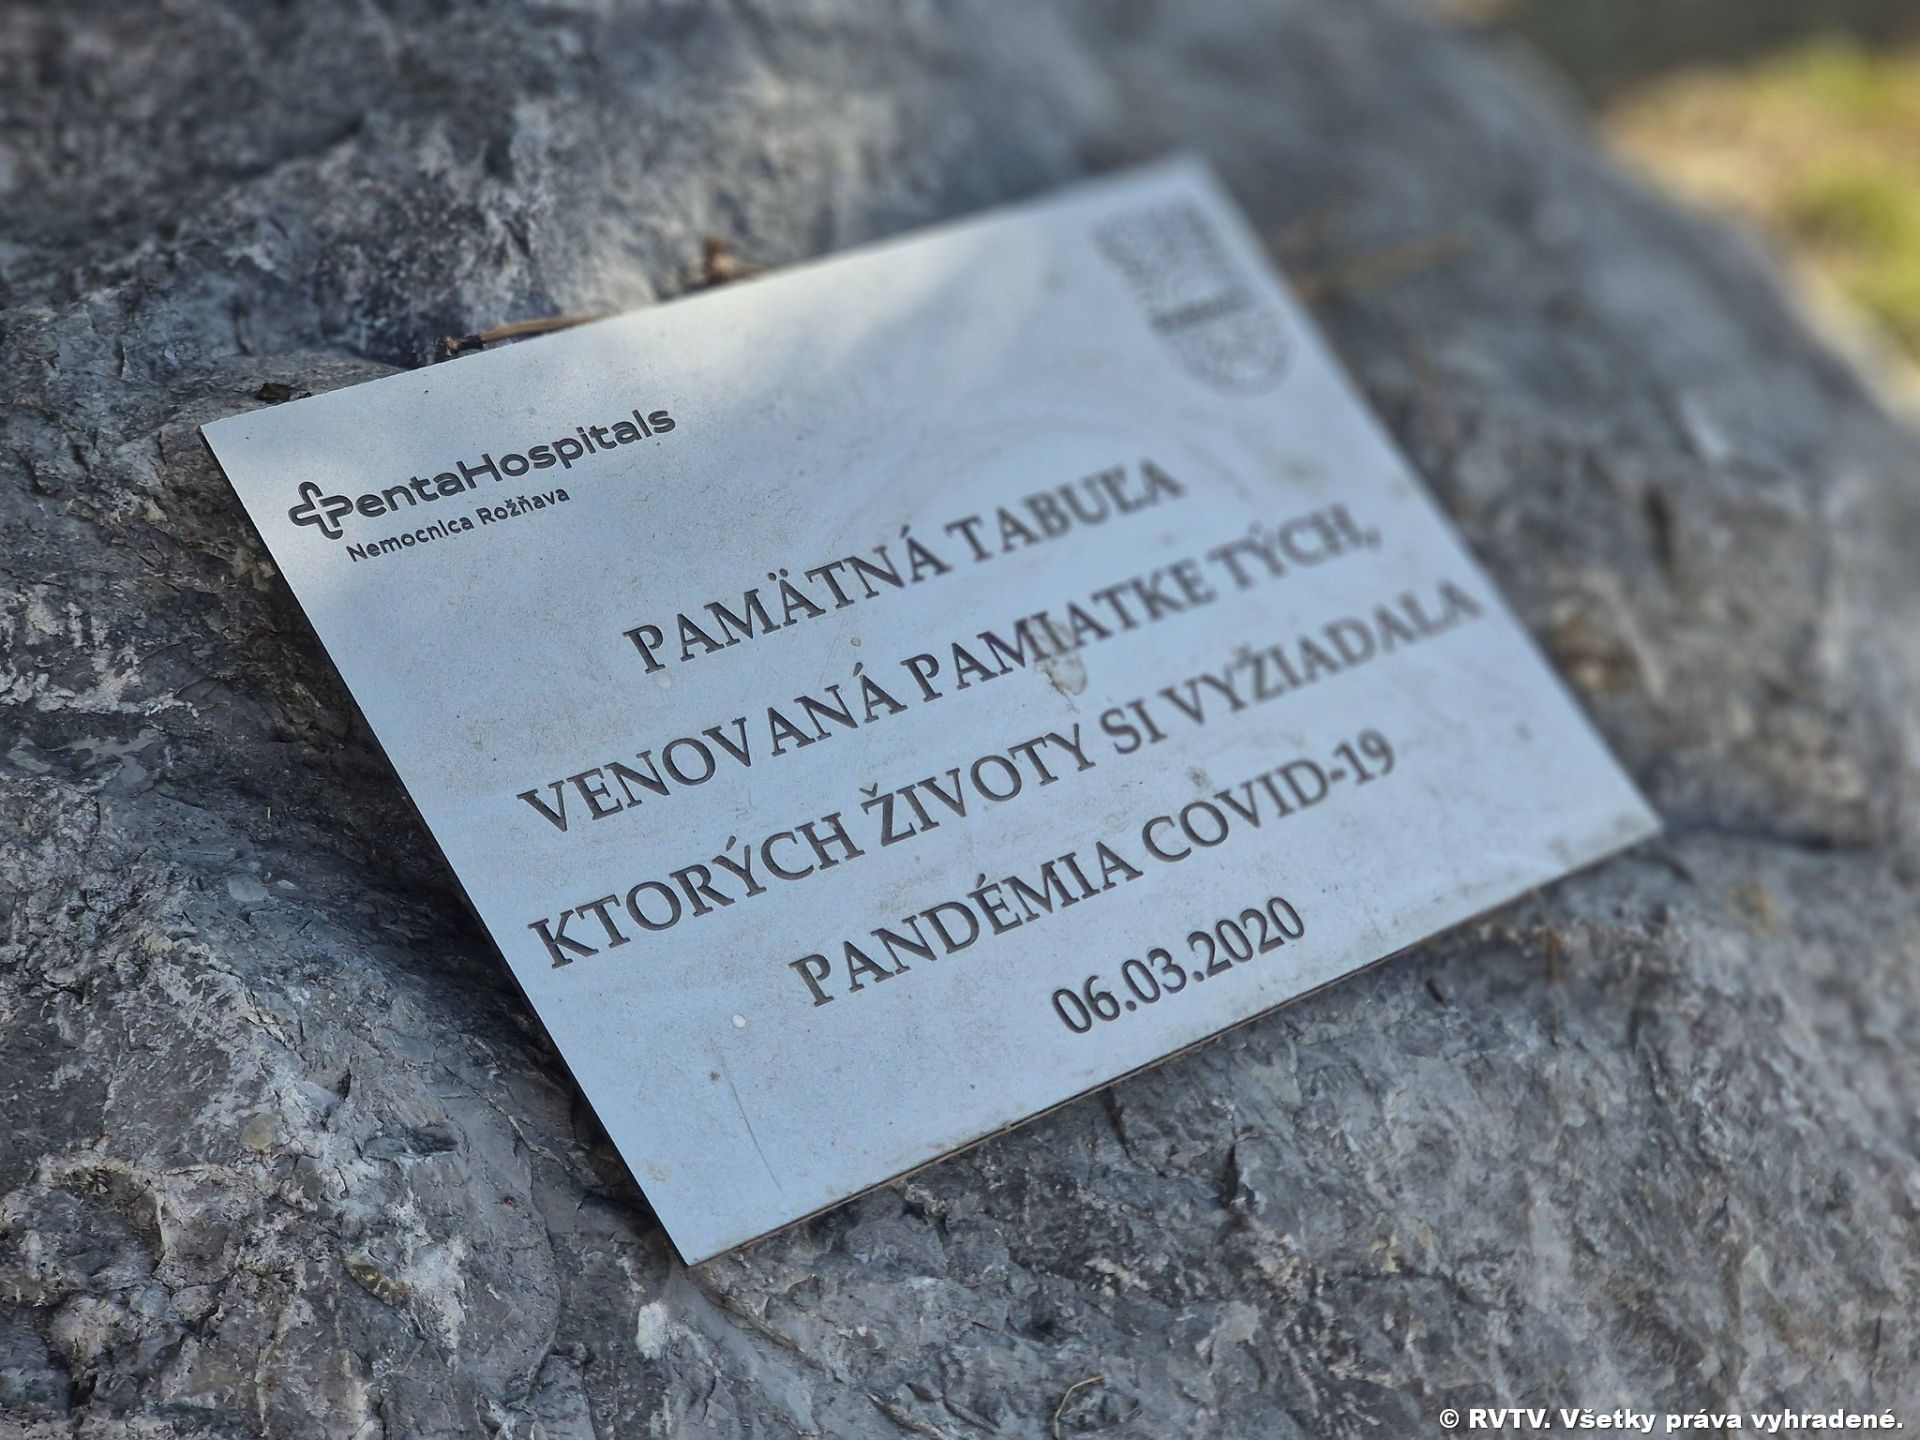 PentaHospitals
Nemocnica Rožňava
PAMÄTNÁ TABUĽA
VENOVANÁ PAMIATKE TÝCH,
KTORÝCH ŽIVOTY SI VYŽIADALA
PANDÉMIA COVID-19
06.03.2020
© RVTV. Všetky práva vyhradené.